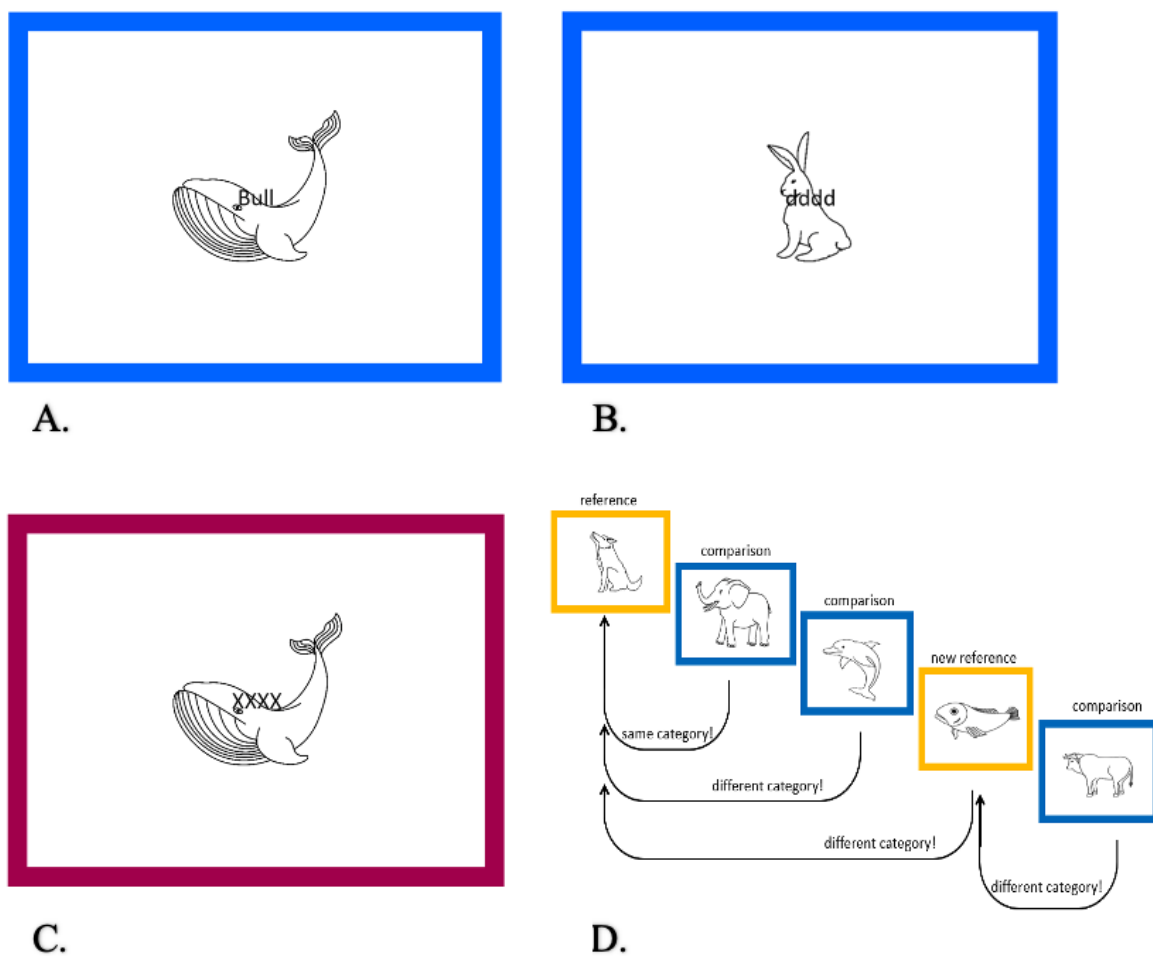 Bull
dddd
A.
B.
XXXX
reference
comparison
comparison
new reference
comparison
same category!
different category!
different category!
different category!
C.
D.